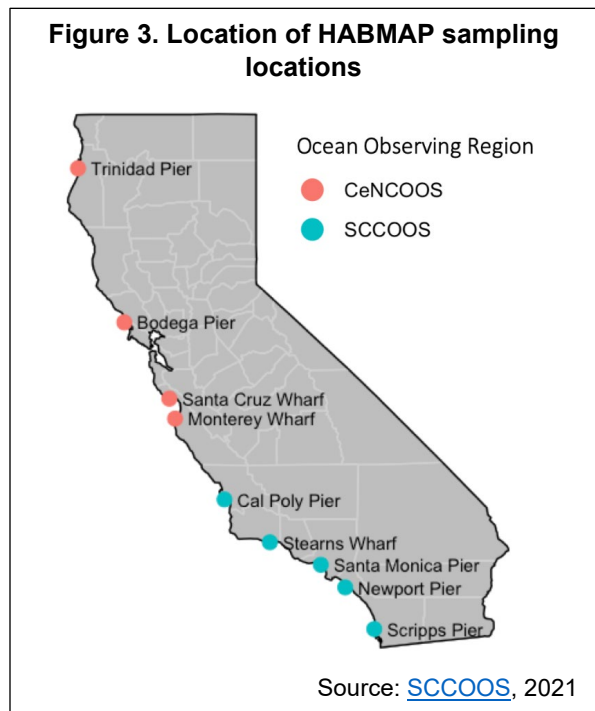 Figure 3. Location of HABMAP sampling
locations
Ocean Observing Region
CeNCOOS
SCCOOS
Trinidad Pier
Bodega Pier
Santa Cruz Wharf
Monterey Wharf
Cal Poly Pier
Stearns Wharf
Santa Monica Pier
Newport Pier
Scripps Pier
Source: SCCOOS, 2021